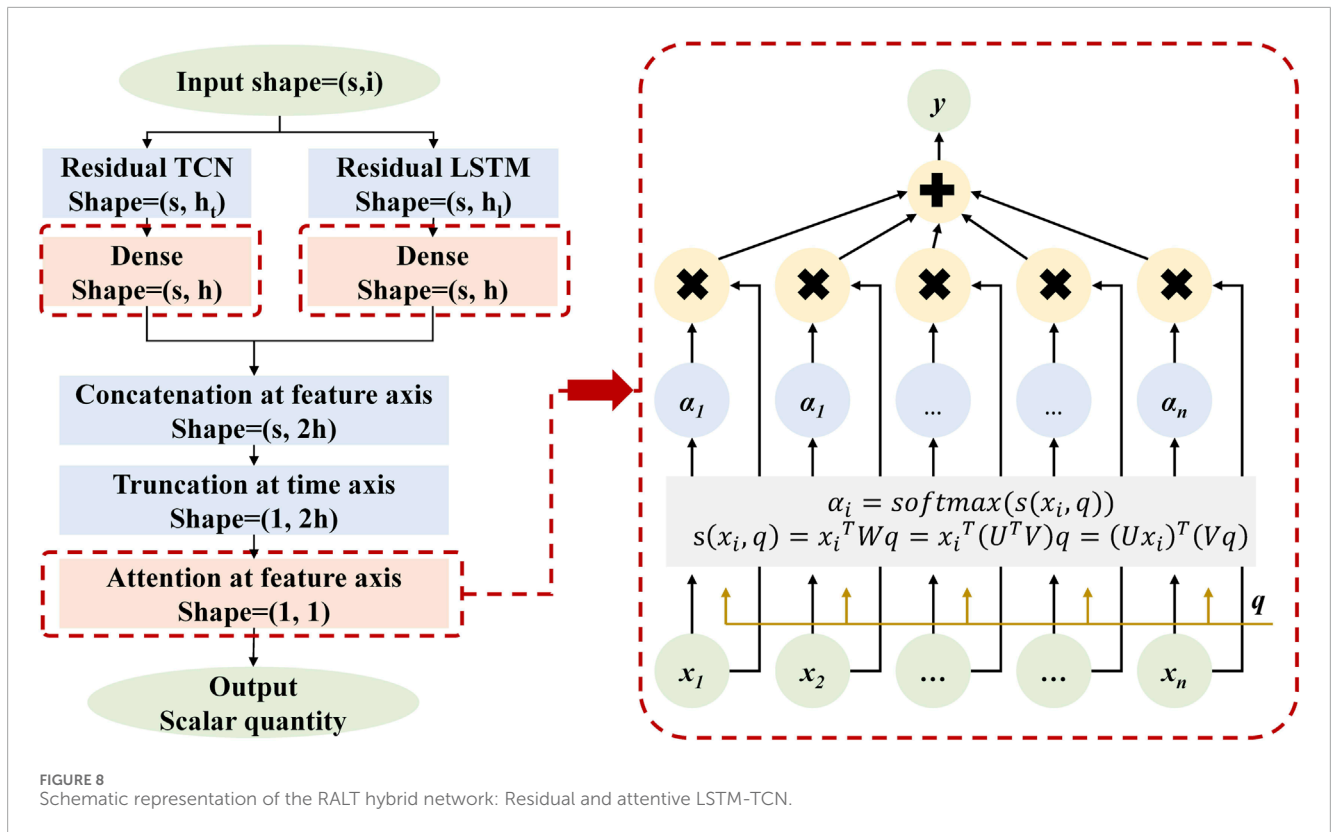 Input shape=(s,i)
Residual TCN
Shape=(s, hₜ)
Residual LSTM
Shape=(s, hₗ)
Dense
Shape=(s, h)
Dense
Shape=(s, h)
Concatenation at feature axis
Shape=(s, 2h)
Truncation at time axis
Shape=(1, 2h)
Attention at feature axis
Shape=(1, 1)
Output
Scalar quantity
y
α₁
α₁
...
...
αₙ
αᵢ = softmax(s(xᵢ, q))
s(xᵢ, q) = xᵢᵀWq = xᵢᵀ(UᵀV)q = (Uxᵢ)ᵀ(Vq)
q
x₁
x₂
...
...
xₙ
FIGURE 8
Schematic representation of the RALT hybrid network: Residual and attentive LSTM-TCN.